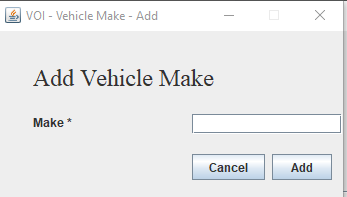 VOI - Vehicle Make - Add
Add Vehicle Make
Make *
Cancel Add